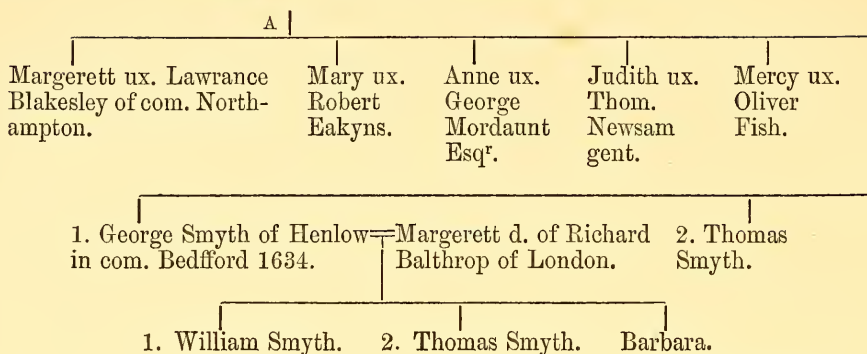 A
Margerett ux. Lawrance
Blakesley of com. North-
ampton.
Mary ux.
Robert
Eakyns.
Anne ux.
George
Mordaunt
Esqr.
Judith ux.
Thom.
Newsam
gent.
Mercy ux.
Oliver
Fish.
1. George Smyth of Henlow=Margerett d. of Richard
in com. Bedfford 1634. Balthrop of London.
2. Thomas
Smyth.
1. William Smyth. 2. Thomas Smyth. Barbara.